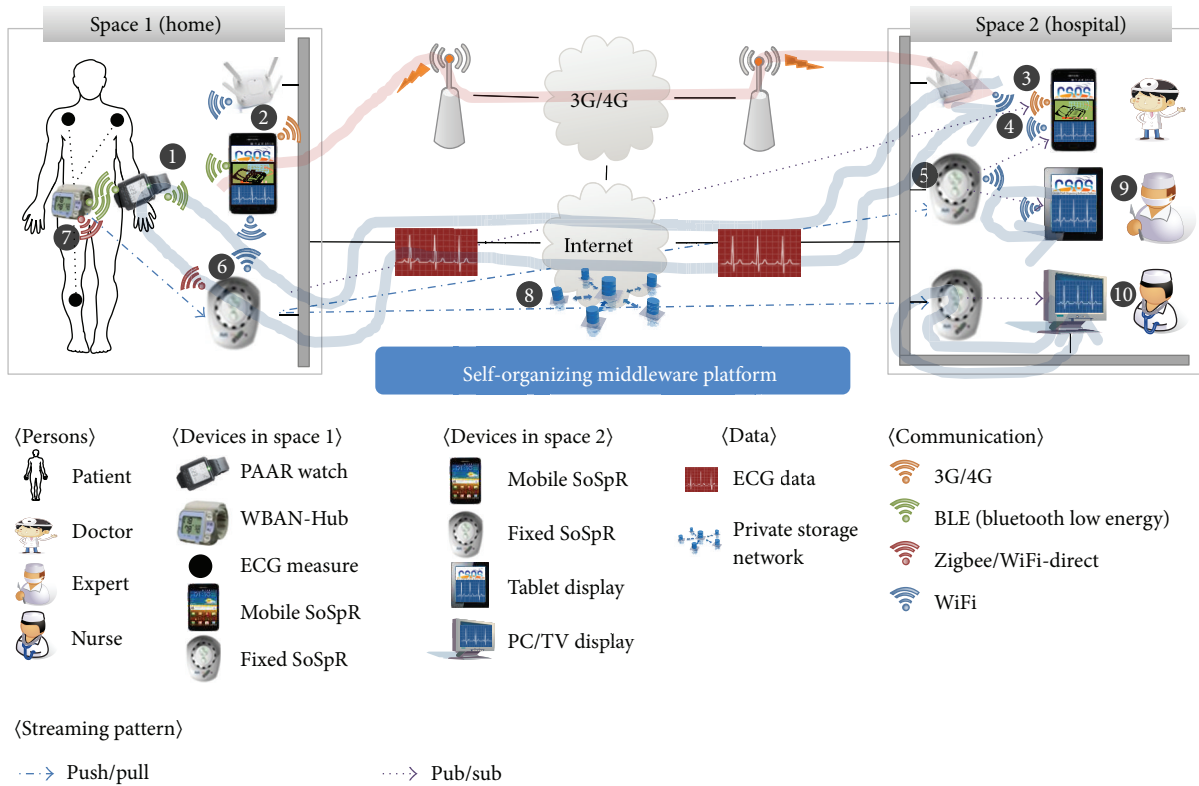 Space 1 (home)
Space 2 (hospital)
3G/4G
Internet
1
2
3
4
5
6
7
8
9
10
CSOS
CSOS
CSOS
Self-organizing middleware platform
⟨Persons⟩
Patient
Doctor
Expert
Nurse
⟨Devices in space 1⟩
PAAR watch
WBAN-Hub
ECG measure
Mobile SoSpR
Fixed SoSpR
⟨Devices in space 2⟩
Mobile SoSpR
Fixed SoSpR
Tablet display
PC/TV display
⟨Data⟩
ECG data
Private storage
network
⟨Communication⟩
3G/4G
BLE (bluetooth low energy)
Zigbee/WiFi-direct
WiFi
⟨Streaming pattern⟩
Push/pull
Pub/sub